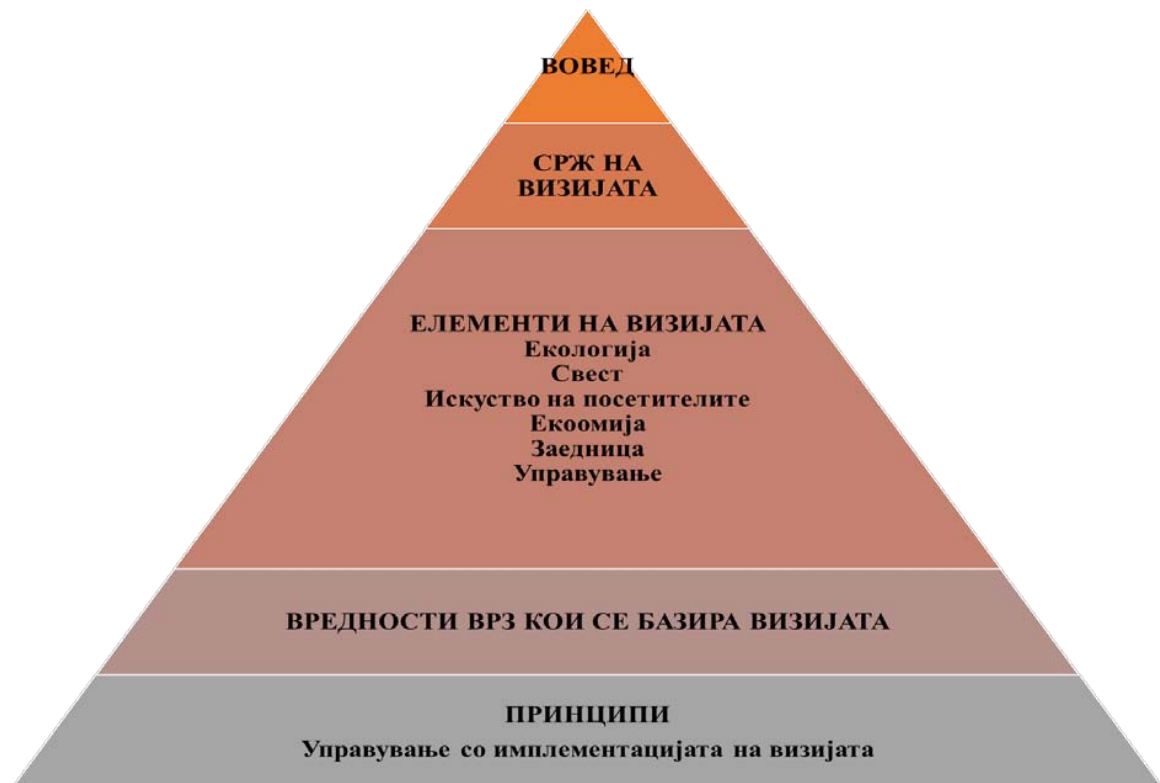 ВОВЕД
СРЖ НА
ВИЗИЈАТА
ЕЛЕМЕНТИ НА ВИЗИЈАТА
Екологија
Свест
Искуство на посетителите
Екоомија
Заедница
Управување
ВРЕДНОСТИ ВРЗ КОИ СЕ БАЗИРА ВИЗИЈАТА
ПРИНЦИПИ
Управување со имплементацијата на визијата